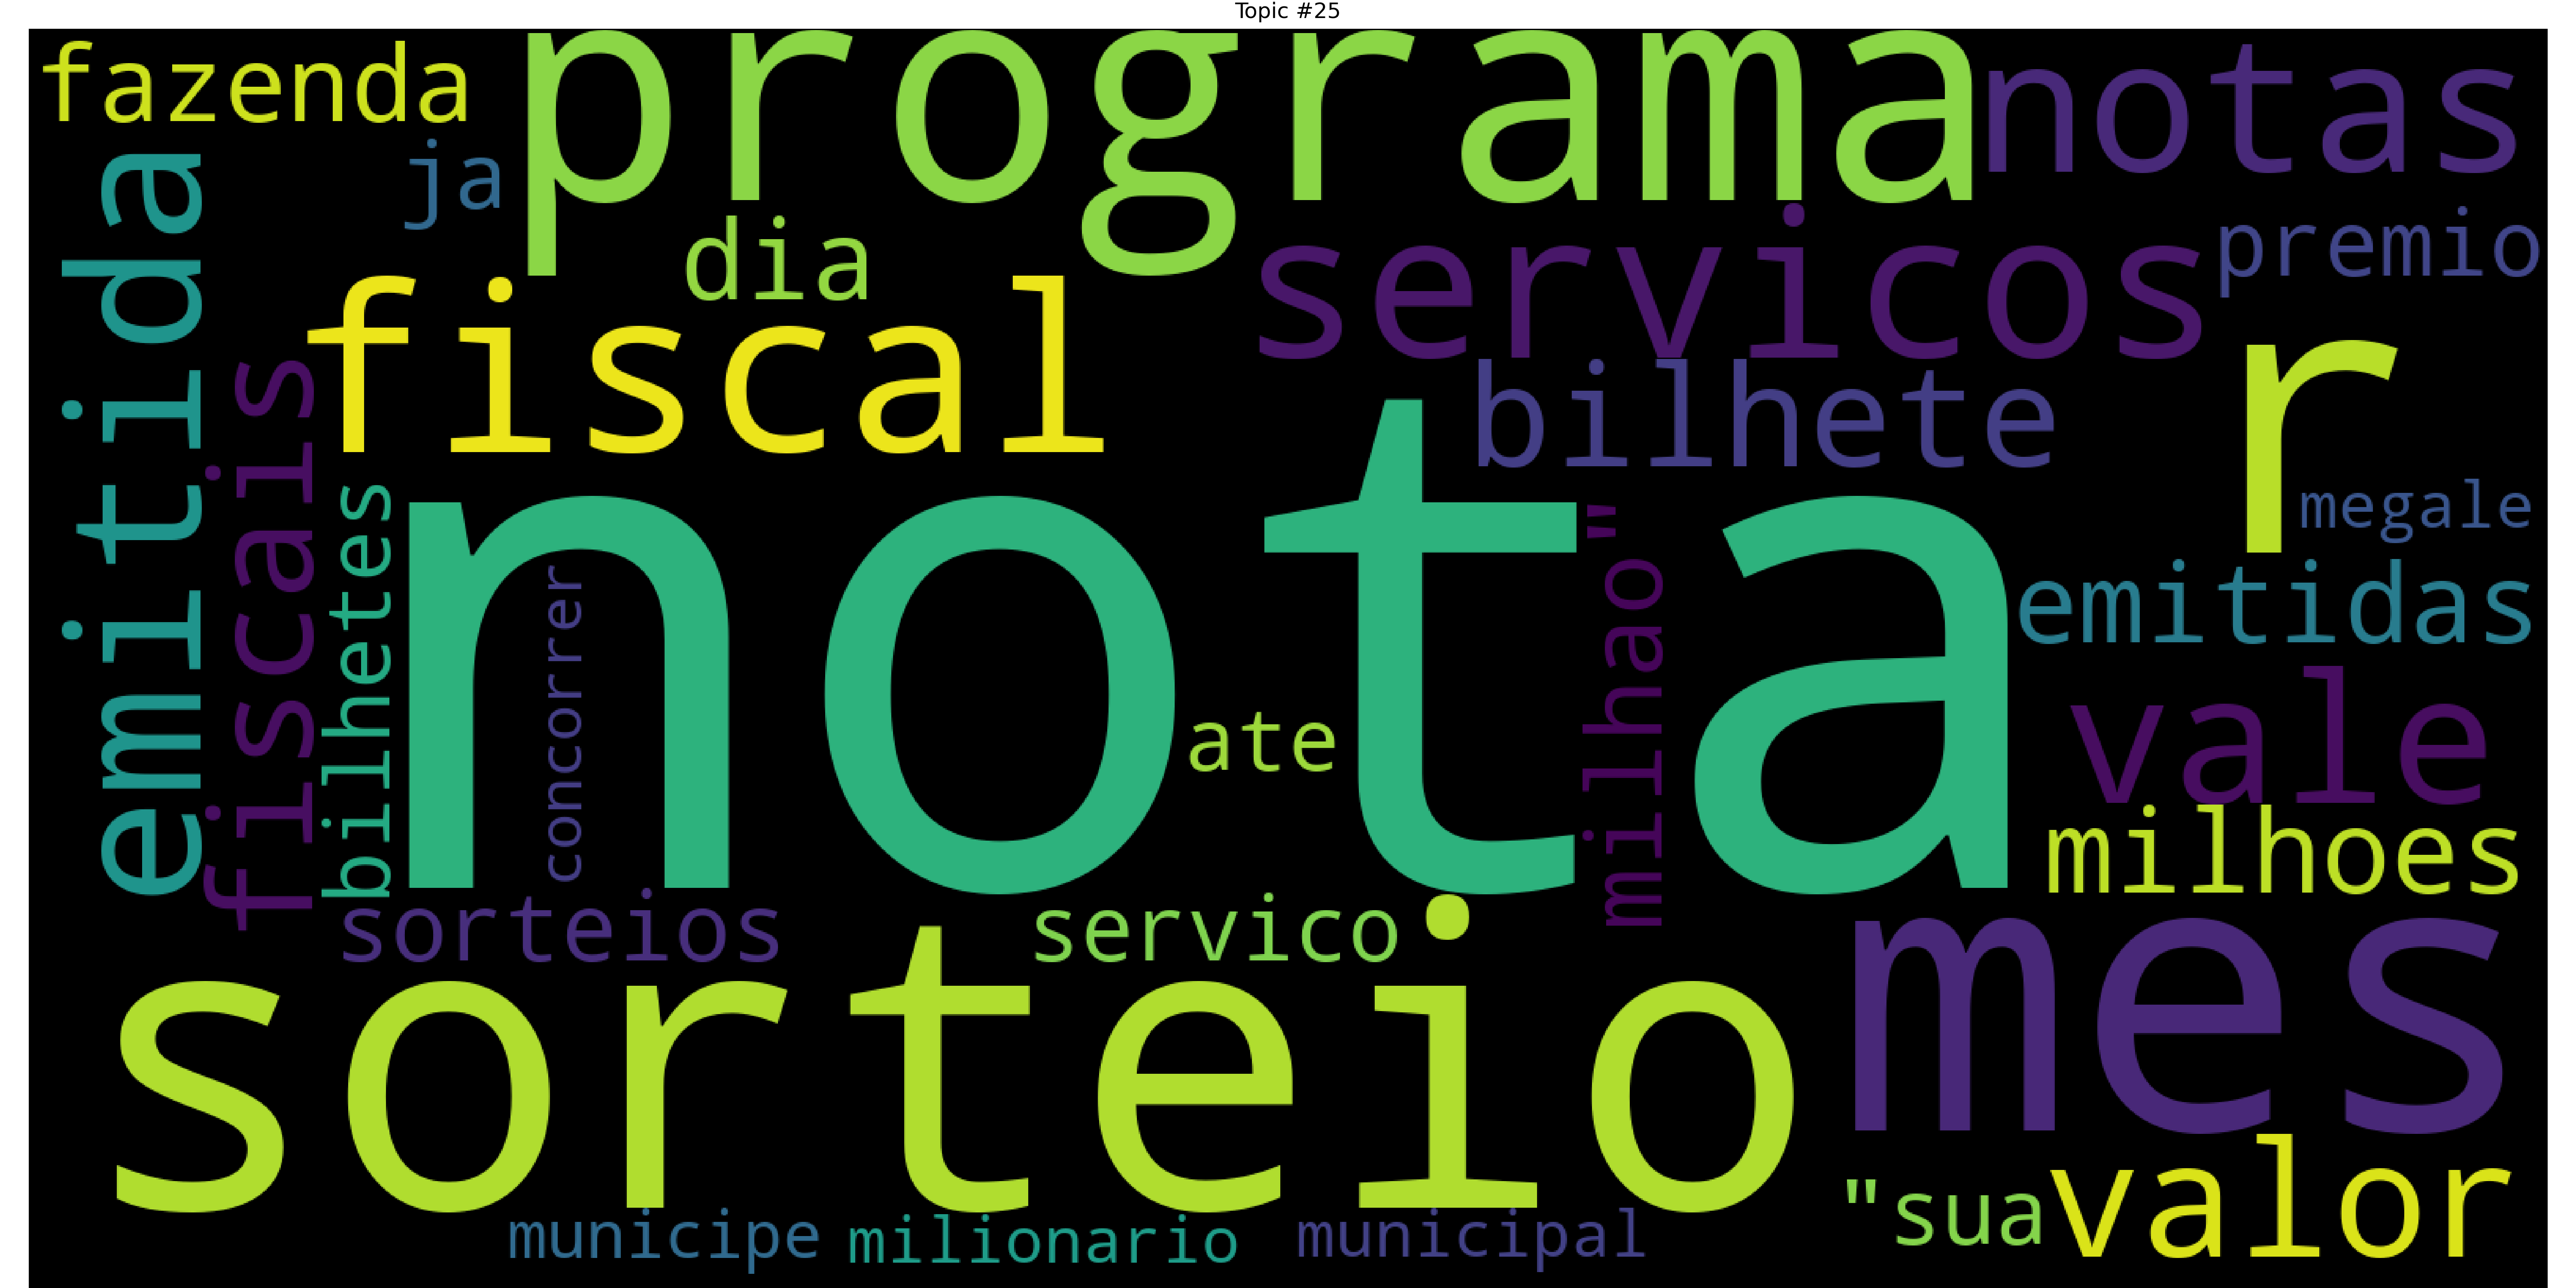 Topic #25
fazenda
programa
notas
ja
dia
servicos
premio
emitida
fiscal
r
fiscais
bilhete
bilhetes
nota
megale
concorrer
milhao"
emitidas
ate
vale
milhoes
sorteios
servico
sorteio
mes
"sua
valor
municipe
milionario
municipal